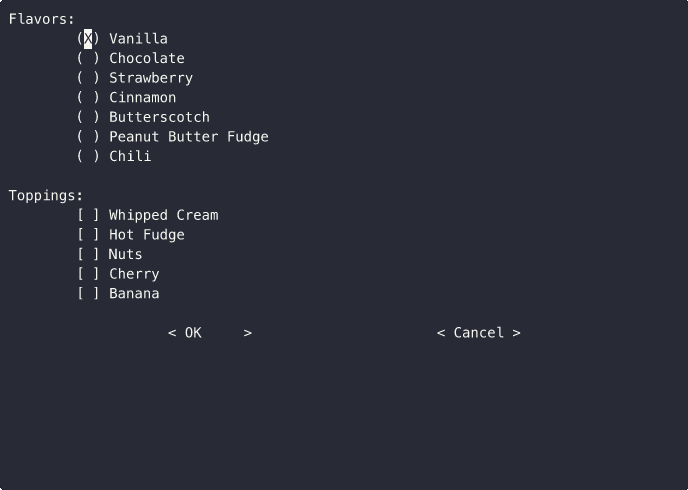 Flavors:
(X) Vanilla
( ) Chocolate
( ) Strawberry
( ) Cinnamon
( ) Butterscotch
( ) Peanut Butter Fudge
( ) Chili
Toppings:
[ ] Whipped Cream
[ ] Hot Fudge
[ ] Nuts
[ ] Cherry
[ ] Banana
< OK     > < Cancel >